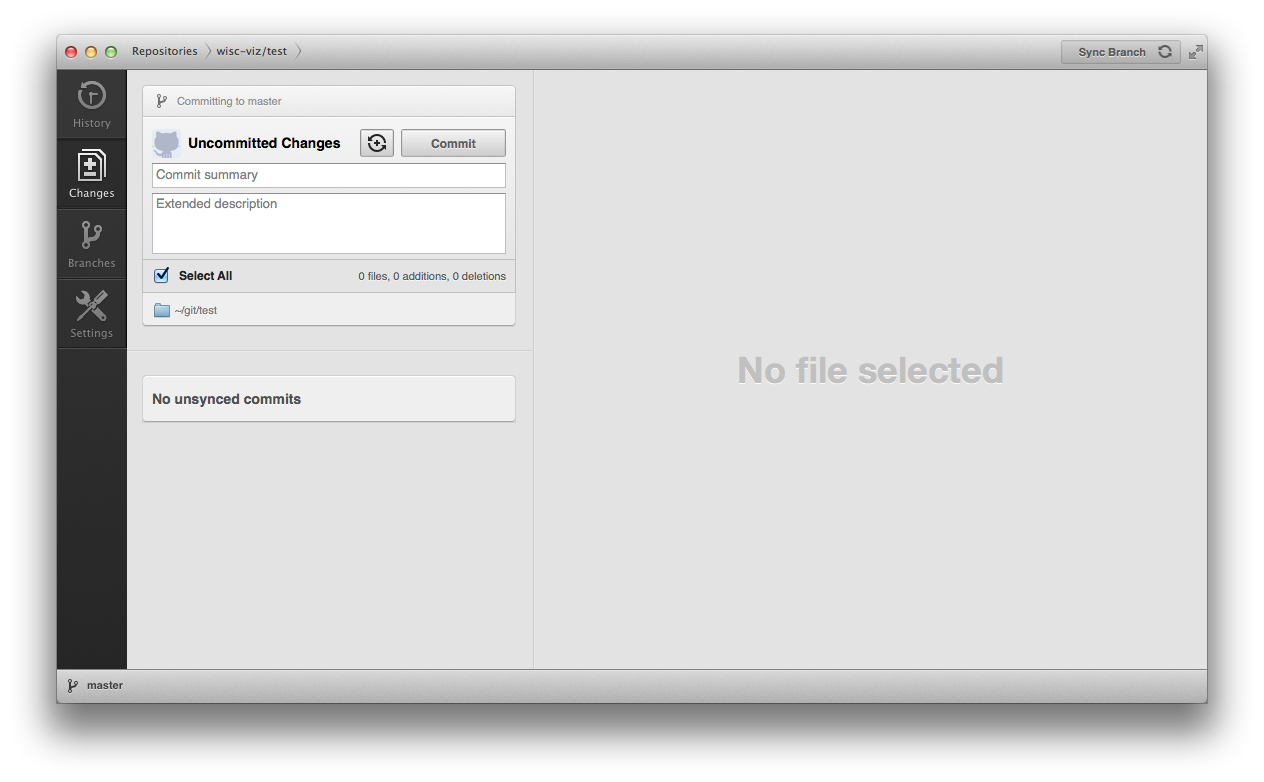 Repositories wisc-viz/test Sync Branch
History
Changes
Branches
Settings
Committing to master
Uncommitted Changes Commit
Commit summary
Extended description
Select All 0 files, 0 additions, 0 deletions
~/git/test
No unsynced commits
No file selected
master